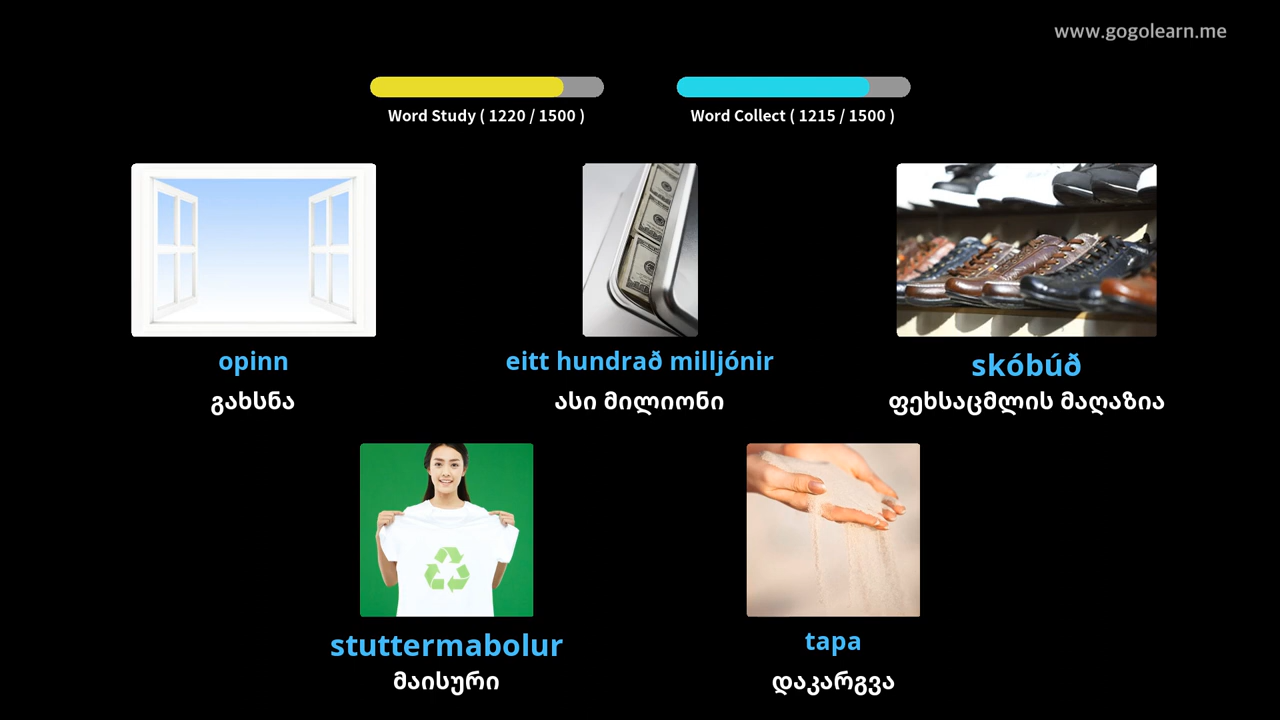 www.gogolearn.me
Word Study ( 1220 / 1500 )
Word Collect ( 1215 / 1500 )
opinn
გახსნა
eitt hundrað milljónir
ასი მილიონი
skóbúð
ფეხსაცმლის მაღაზია
stuttermabolur
მაისური
tapa
დაკარგვა